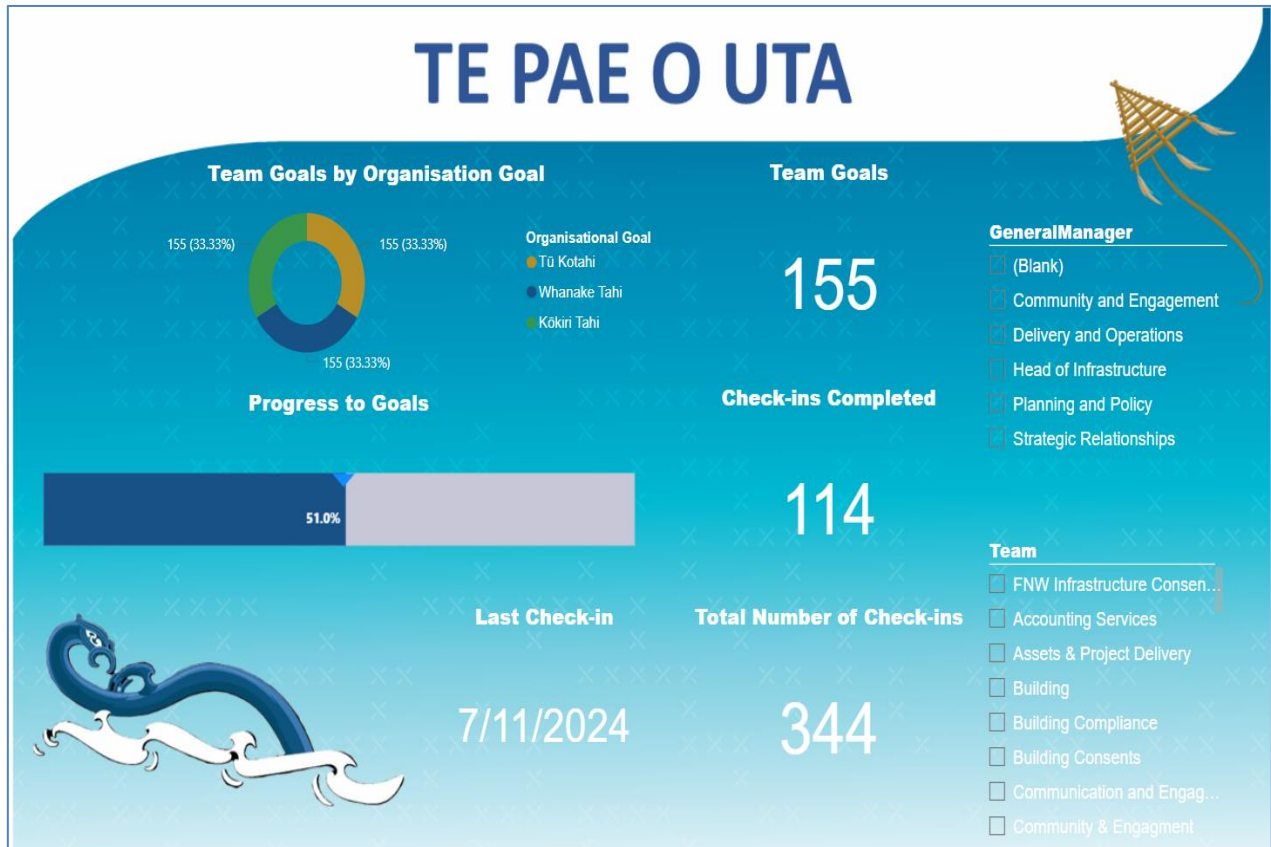 TE PAE O UTA
Team Goals by Organisation Goal
155 (33.33%)
155 (33.33%)
155 (33.33%)
Organisational Goal
Tū Kotahi
Whanake Tahi
Kōkiri Tahi
Team Goals
155
GeneralManager
(Blank)
Community and Engagement
Delivery and Operations
Head of Infrastructure
Planning and Policy
Strategic Relationships
Progress to Goals
51.0%
Check-ins Completed
114
Last Check-in
7/11/2024
Total Number of Check-ins
344
Team
FNW Infrastructure Consen...
Accounting Services
Assets & Project Delivery
Building
Building Compliance
Building Consents
Communication and Engag...
Community & Engagment